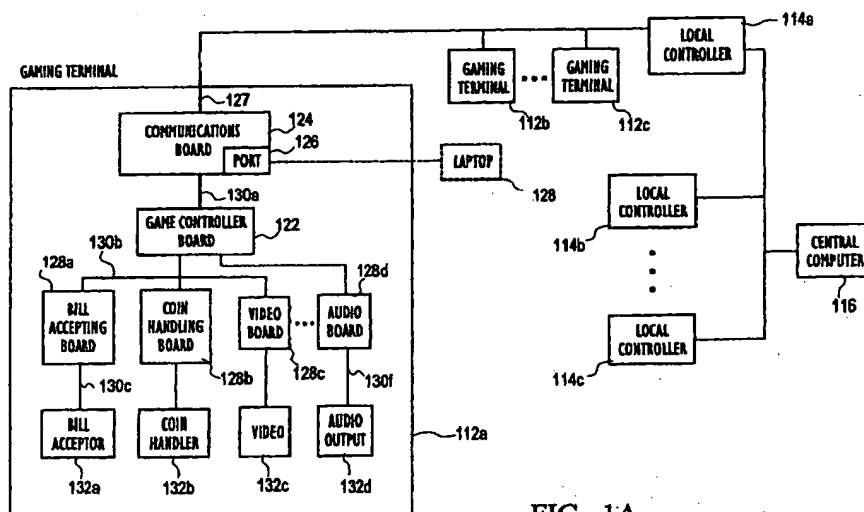 114a
LOCAL
CONTROLLER
GAMING TERMINAL
127
124
COMMUNICATIONS
BOARD
126
PORT
GAMING
TERMINAL
GAMING
TERMINAL
112b
112c
LAPTOP
128
130a
GAME CONTROLLER
BOARD
122
LOCAL
CONTROLLER
114b
CENTRAL
COMPUTER
116
130b
128a
128d
BILL
ACCEPTING
BOARD
COIN
HANDLING
BOARD
VIDEO
BOARD
AUDIO
BOARD
128b
128c
130c
130f
LOCAL
CONTROLLER
114c
BILL
ACCEPTOR
COIN
HANDLER
VIDEO
AUDIO
OUTPUT
112a
132a
132b
132c
132d
FIG. 1A